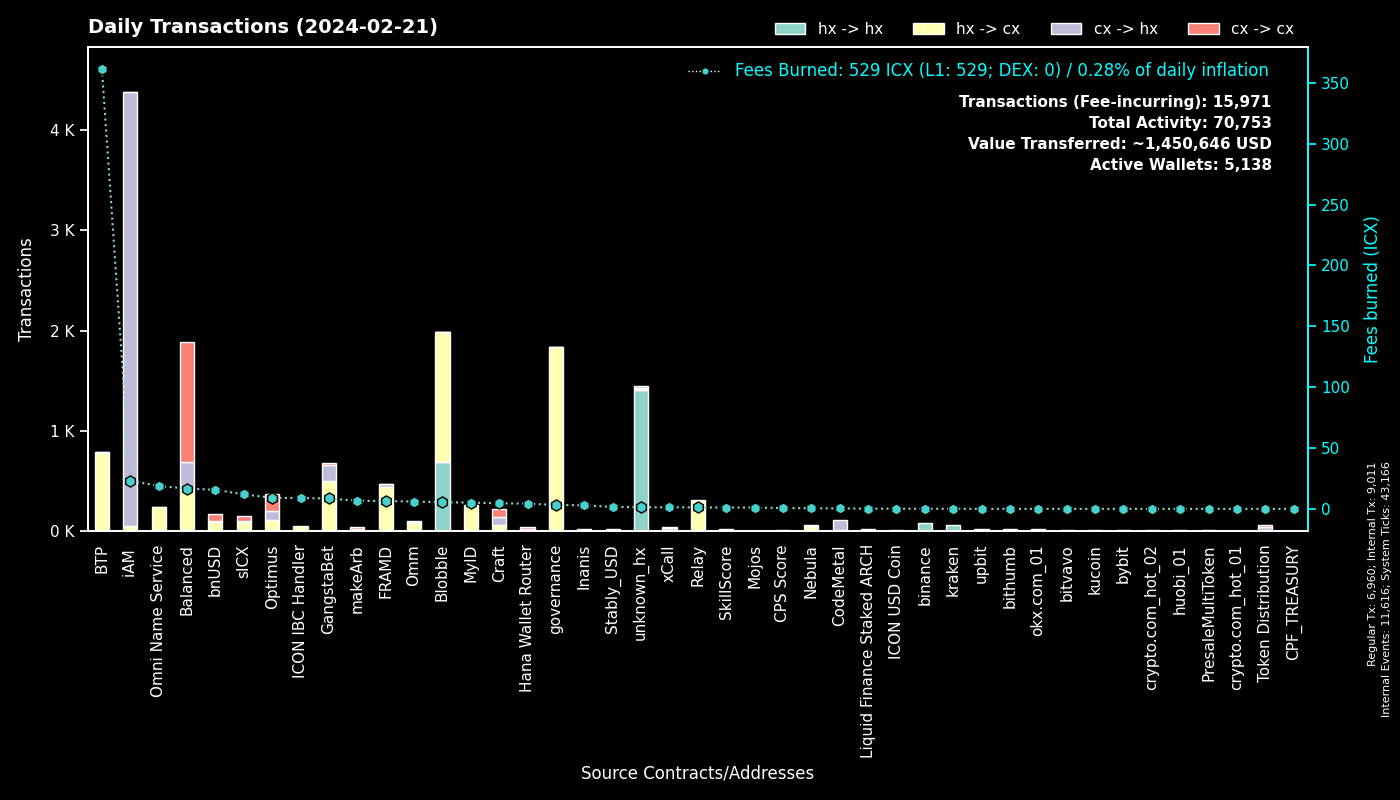 Daily Transactions (2024-02-21)
hx -> hx
hx -> cx
cx -> hx
cx -> cx
Fees Burned: 529 ICX (L1: 529; DEX: 0) / 0.28% of daily inflation
Transactions (Fee-incurring): 15,971
Total Activity: 70,753
Value Transferred: ~1,450,646 USD
Active Wallets: 5,138
Transactions
4 K
3 K
2 K
1 K
0 K
350
300
250
200
150
100
50
0
Fees burned (ICX)
BTP
iAM
Omni Name Service
Balanced
bnUSD
sICX
Optimus
ICON IBC Handler
GangstaBet
makeArb
FRAMD
Omm
Blobble
MyID
Craft
Hana Wallet Router
governance
Inanis
Stably_USD
unknown_hx
xCall
Relay
SkillScore
Mojos
CPS Score
Nebula
CodeMetal
Liquid Finance Staked ARCH
ICON USD Coin
binance
kraken
upbit
bithumb
okx.com_01
bitvavo
kucoin
bybit
crypto.com_hot_02
huobi_01
PresaleMultiToken
crypto.com_hot_01
Token Distribution
CPF_TREASURY
Source Contracts/Addresses
Regular Tx: 6,960; Internal Tx: 9,011
Internal Events: 11,616; System Ticks: 43,166